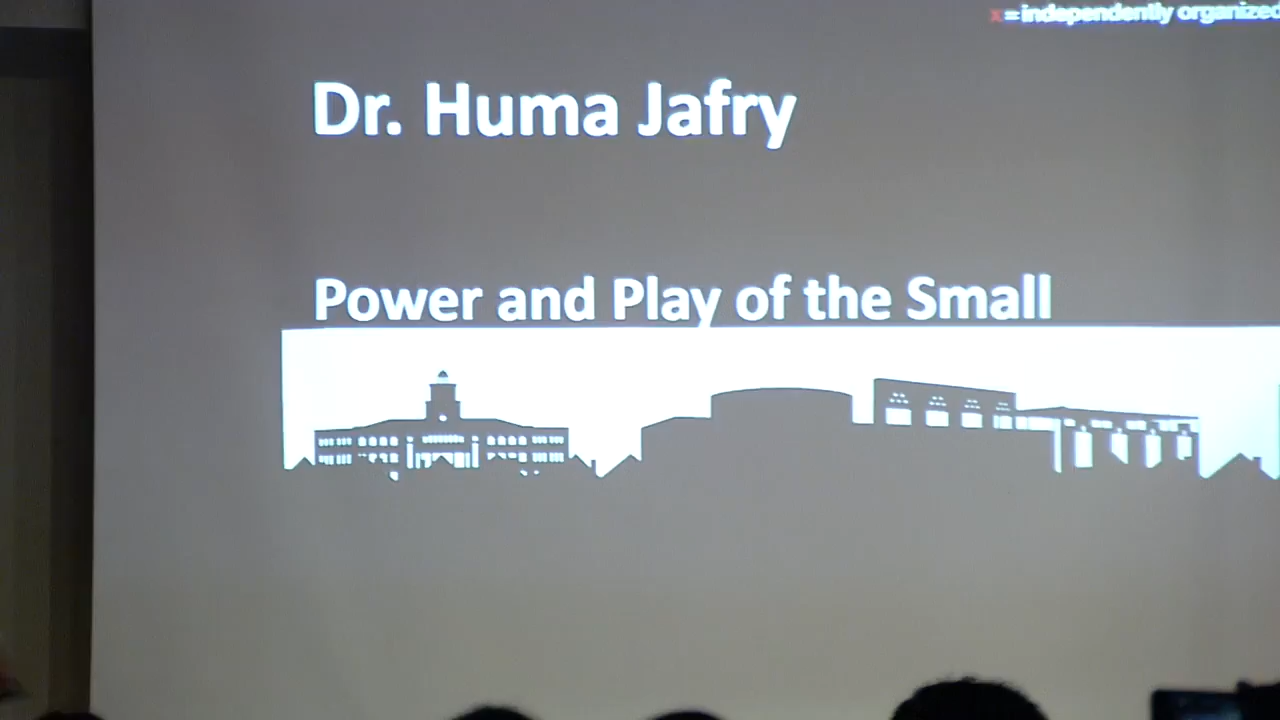 x = independently organized
Dr. Huma Jafry
Power and Play of the Small